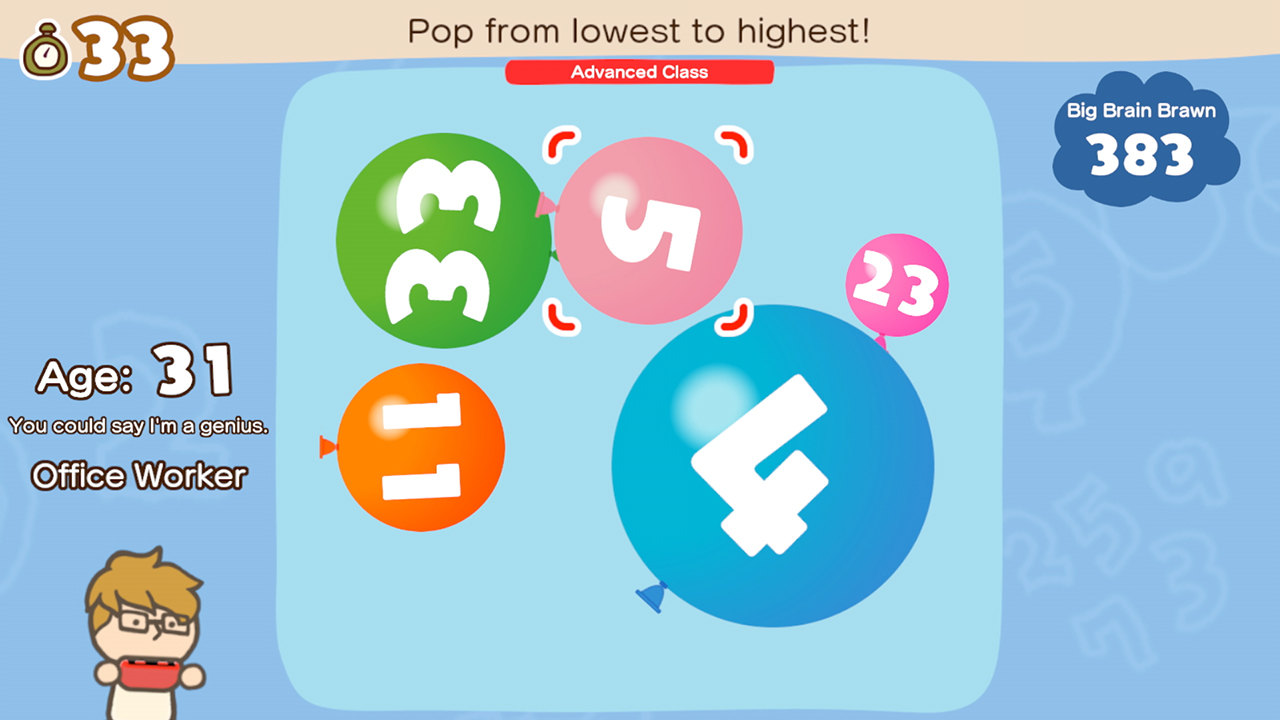 33
Pop from lowest to highest!
Advanced Class
Big Brain Brawn
383
33
5
23
11
4
Age: 31
You could say I'm a genius.
Office Worker